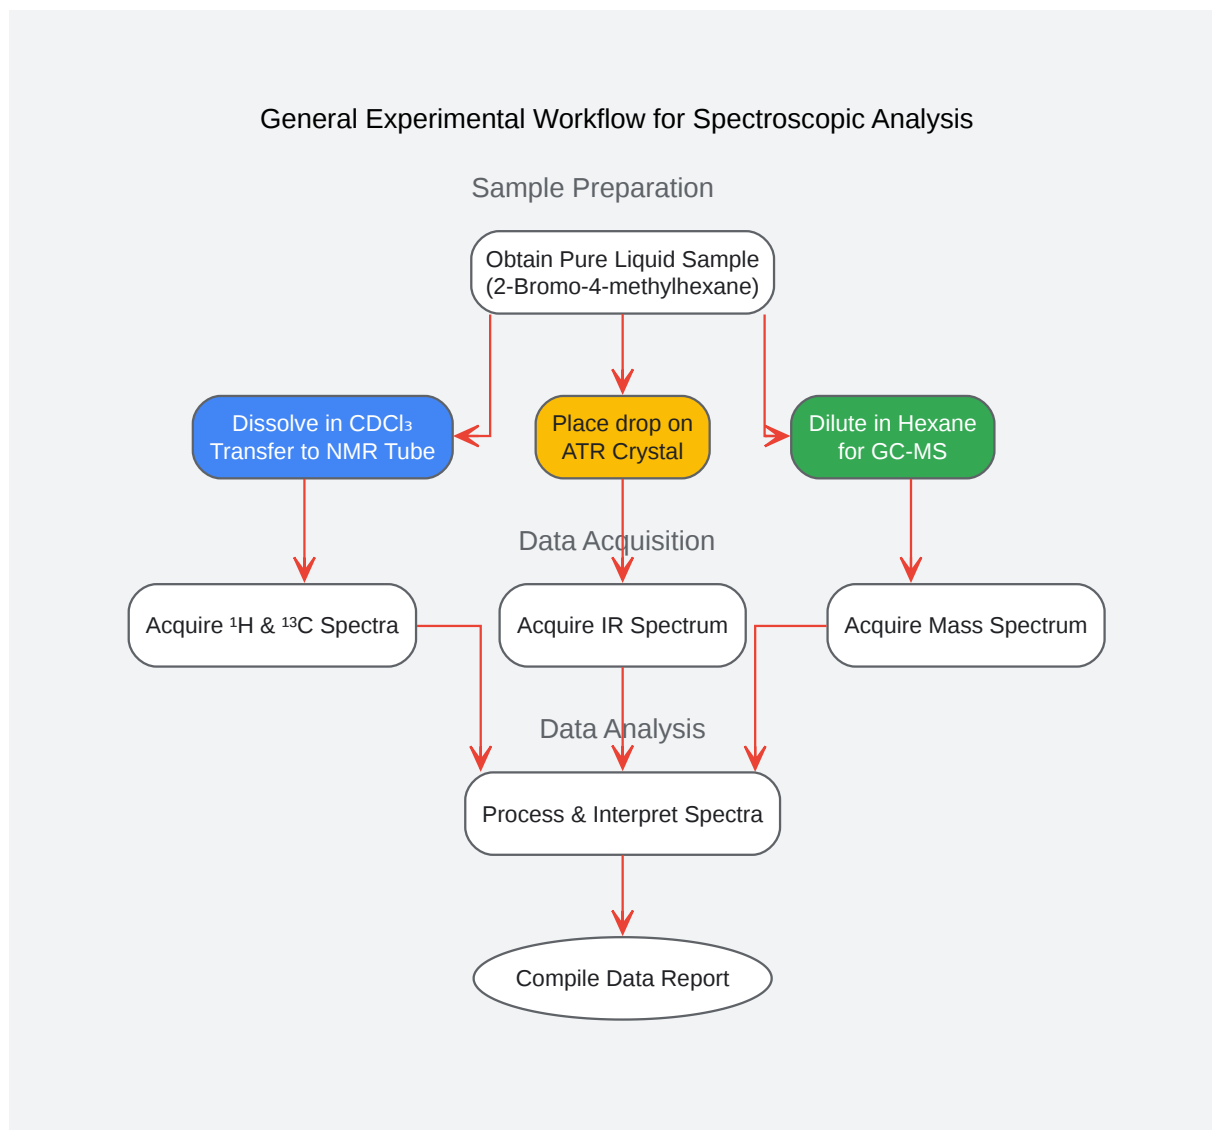 General Experimental Workflow for Spectroscopic Analysis
Sample Preparation
Obtain Pure Liquid Sample
(2-Bromo-4-methylhexane)
Dissolve in CDCl₃
Transfer to NMR Tube
Place drop on
ATR Crystal
Dilute in Hexane
for GC-MS
Data Acquisition
Acquire ¹H & ¹³C Spectra
Acquire IR Spectrum
Acquire Mass Spectrum
Data Analysis
Process & Interpret Spectra
Compile Data Report